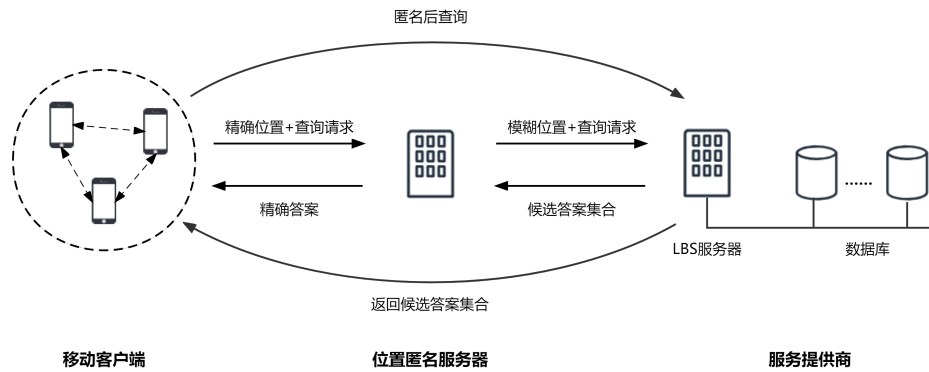 匿名后查询
精确位置+查询请求
模糊位置+查询请求
精确答案
候选答案集合
LBS服务器
数据库
返回候选答案集合
移动客户端
位置匿名服务器
服务提供商